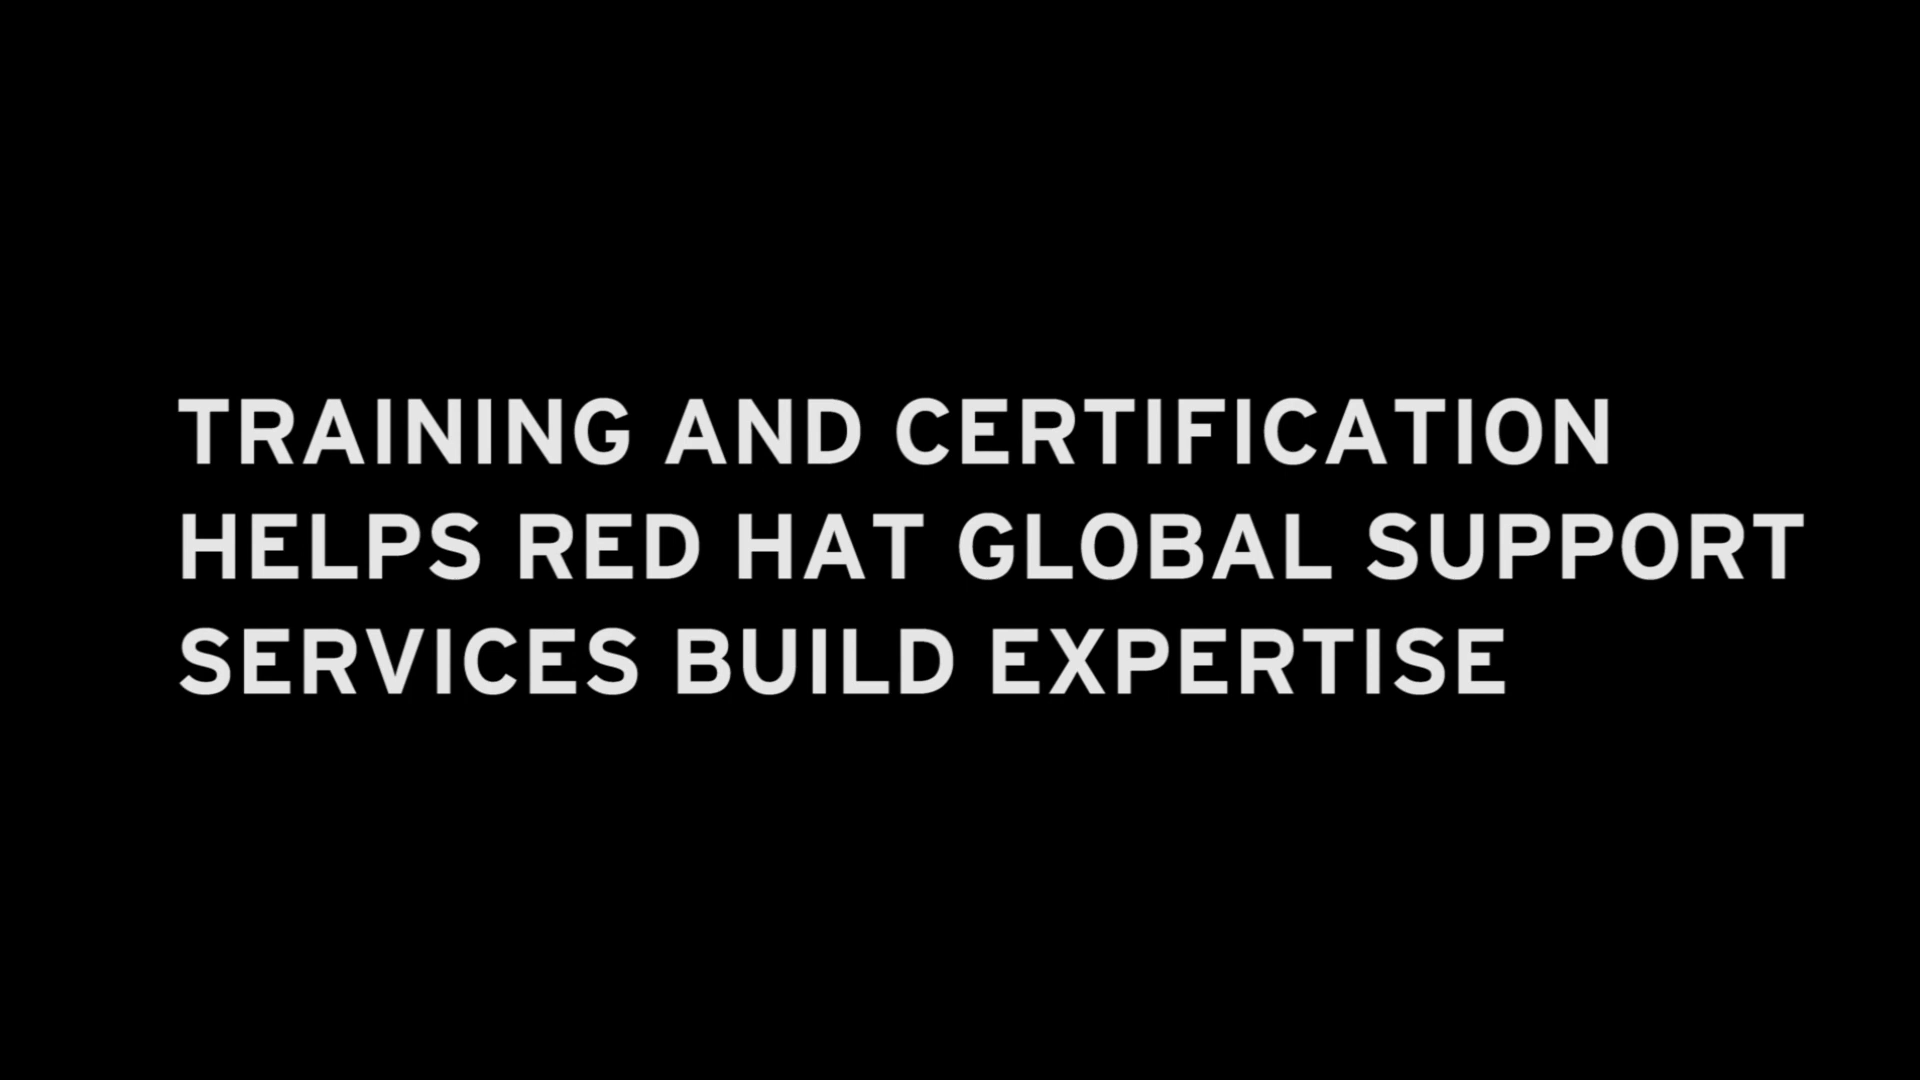 TRAINING AND CERTIFICATION
HELPS RED HAT GLOBAL SUPPORT
SERVICES BUILD EXPERTISE